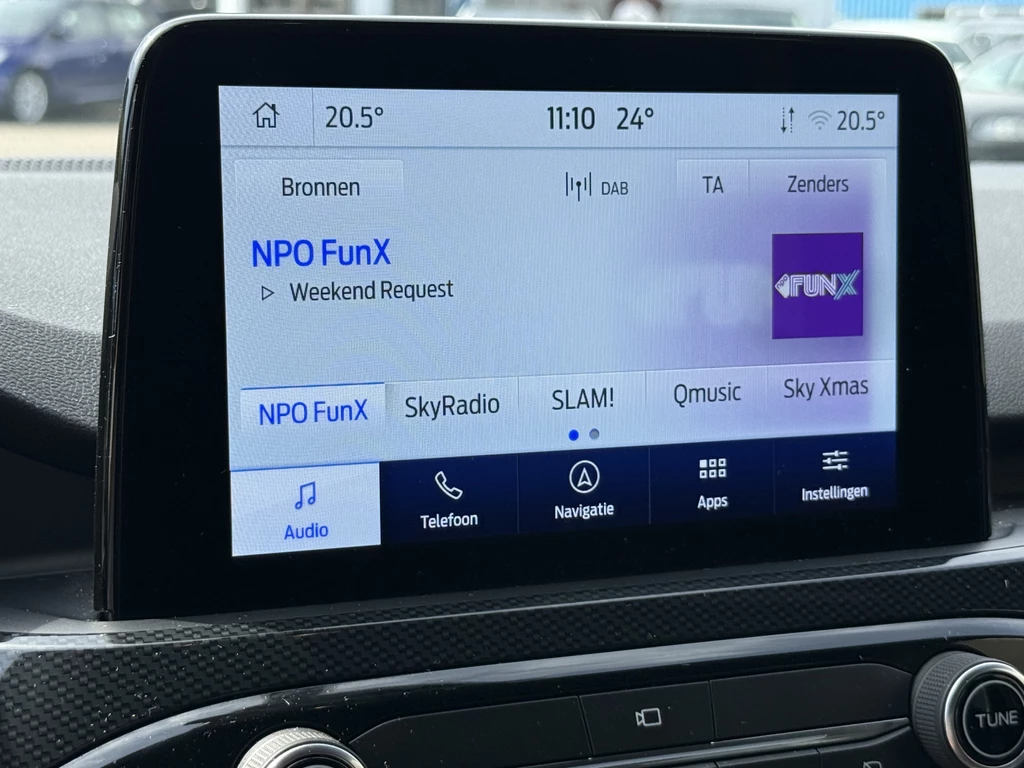 20.5° 11:10 24° 20.5°
Bronnen DAB TA Zenders
NPO FunX
Weekend Request
FUNX
NPO FunX SkyRadio SLAM! Qmusic Sky Xmas
Audio Telefoon Navigatie Apps Instellingen
TUNE